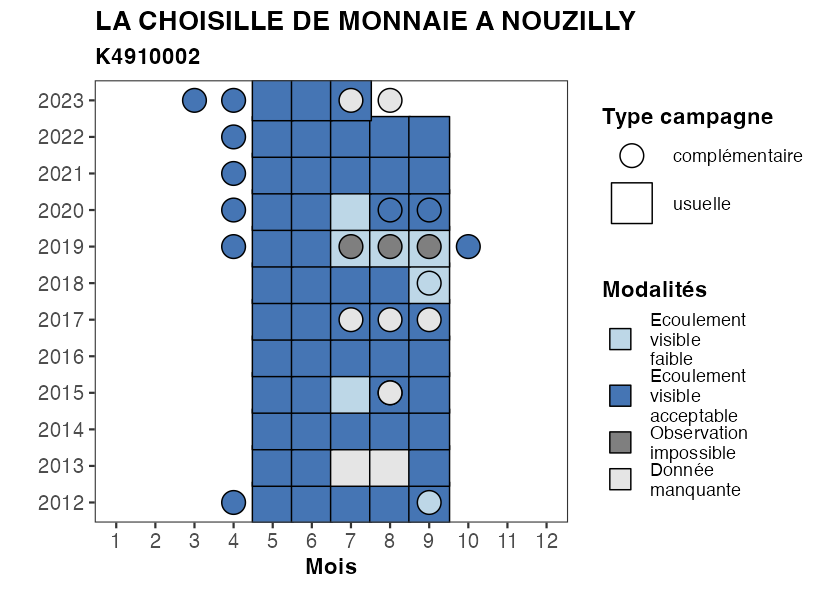 LA CHOISILLE DE MONNAIE A NOUZILLY
K4910002
2023
2022
2021
2020
2019
2018
2017
2016
2015
2014
2013
2012
1 2 3 4 5 6 7 8 9 10 11 12
Mois
Type campagne
complémentaire
usuelle
Modalités
Ecoulement
visible
faible
Ecoulement
visible
acceptable
Observation
impossible
Donnée
manquante